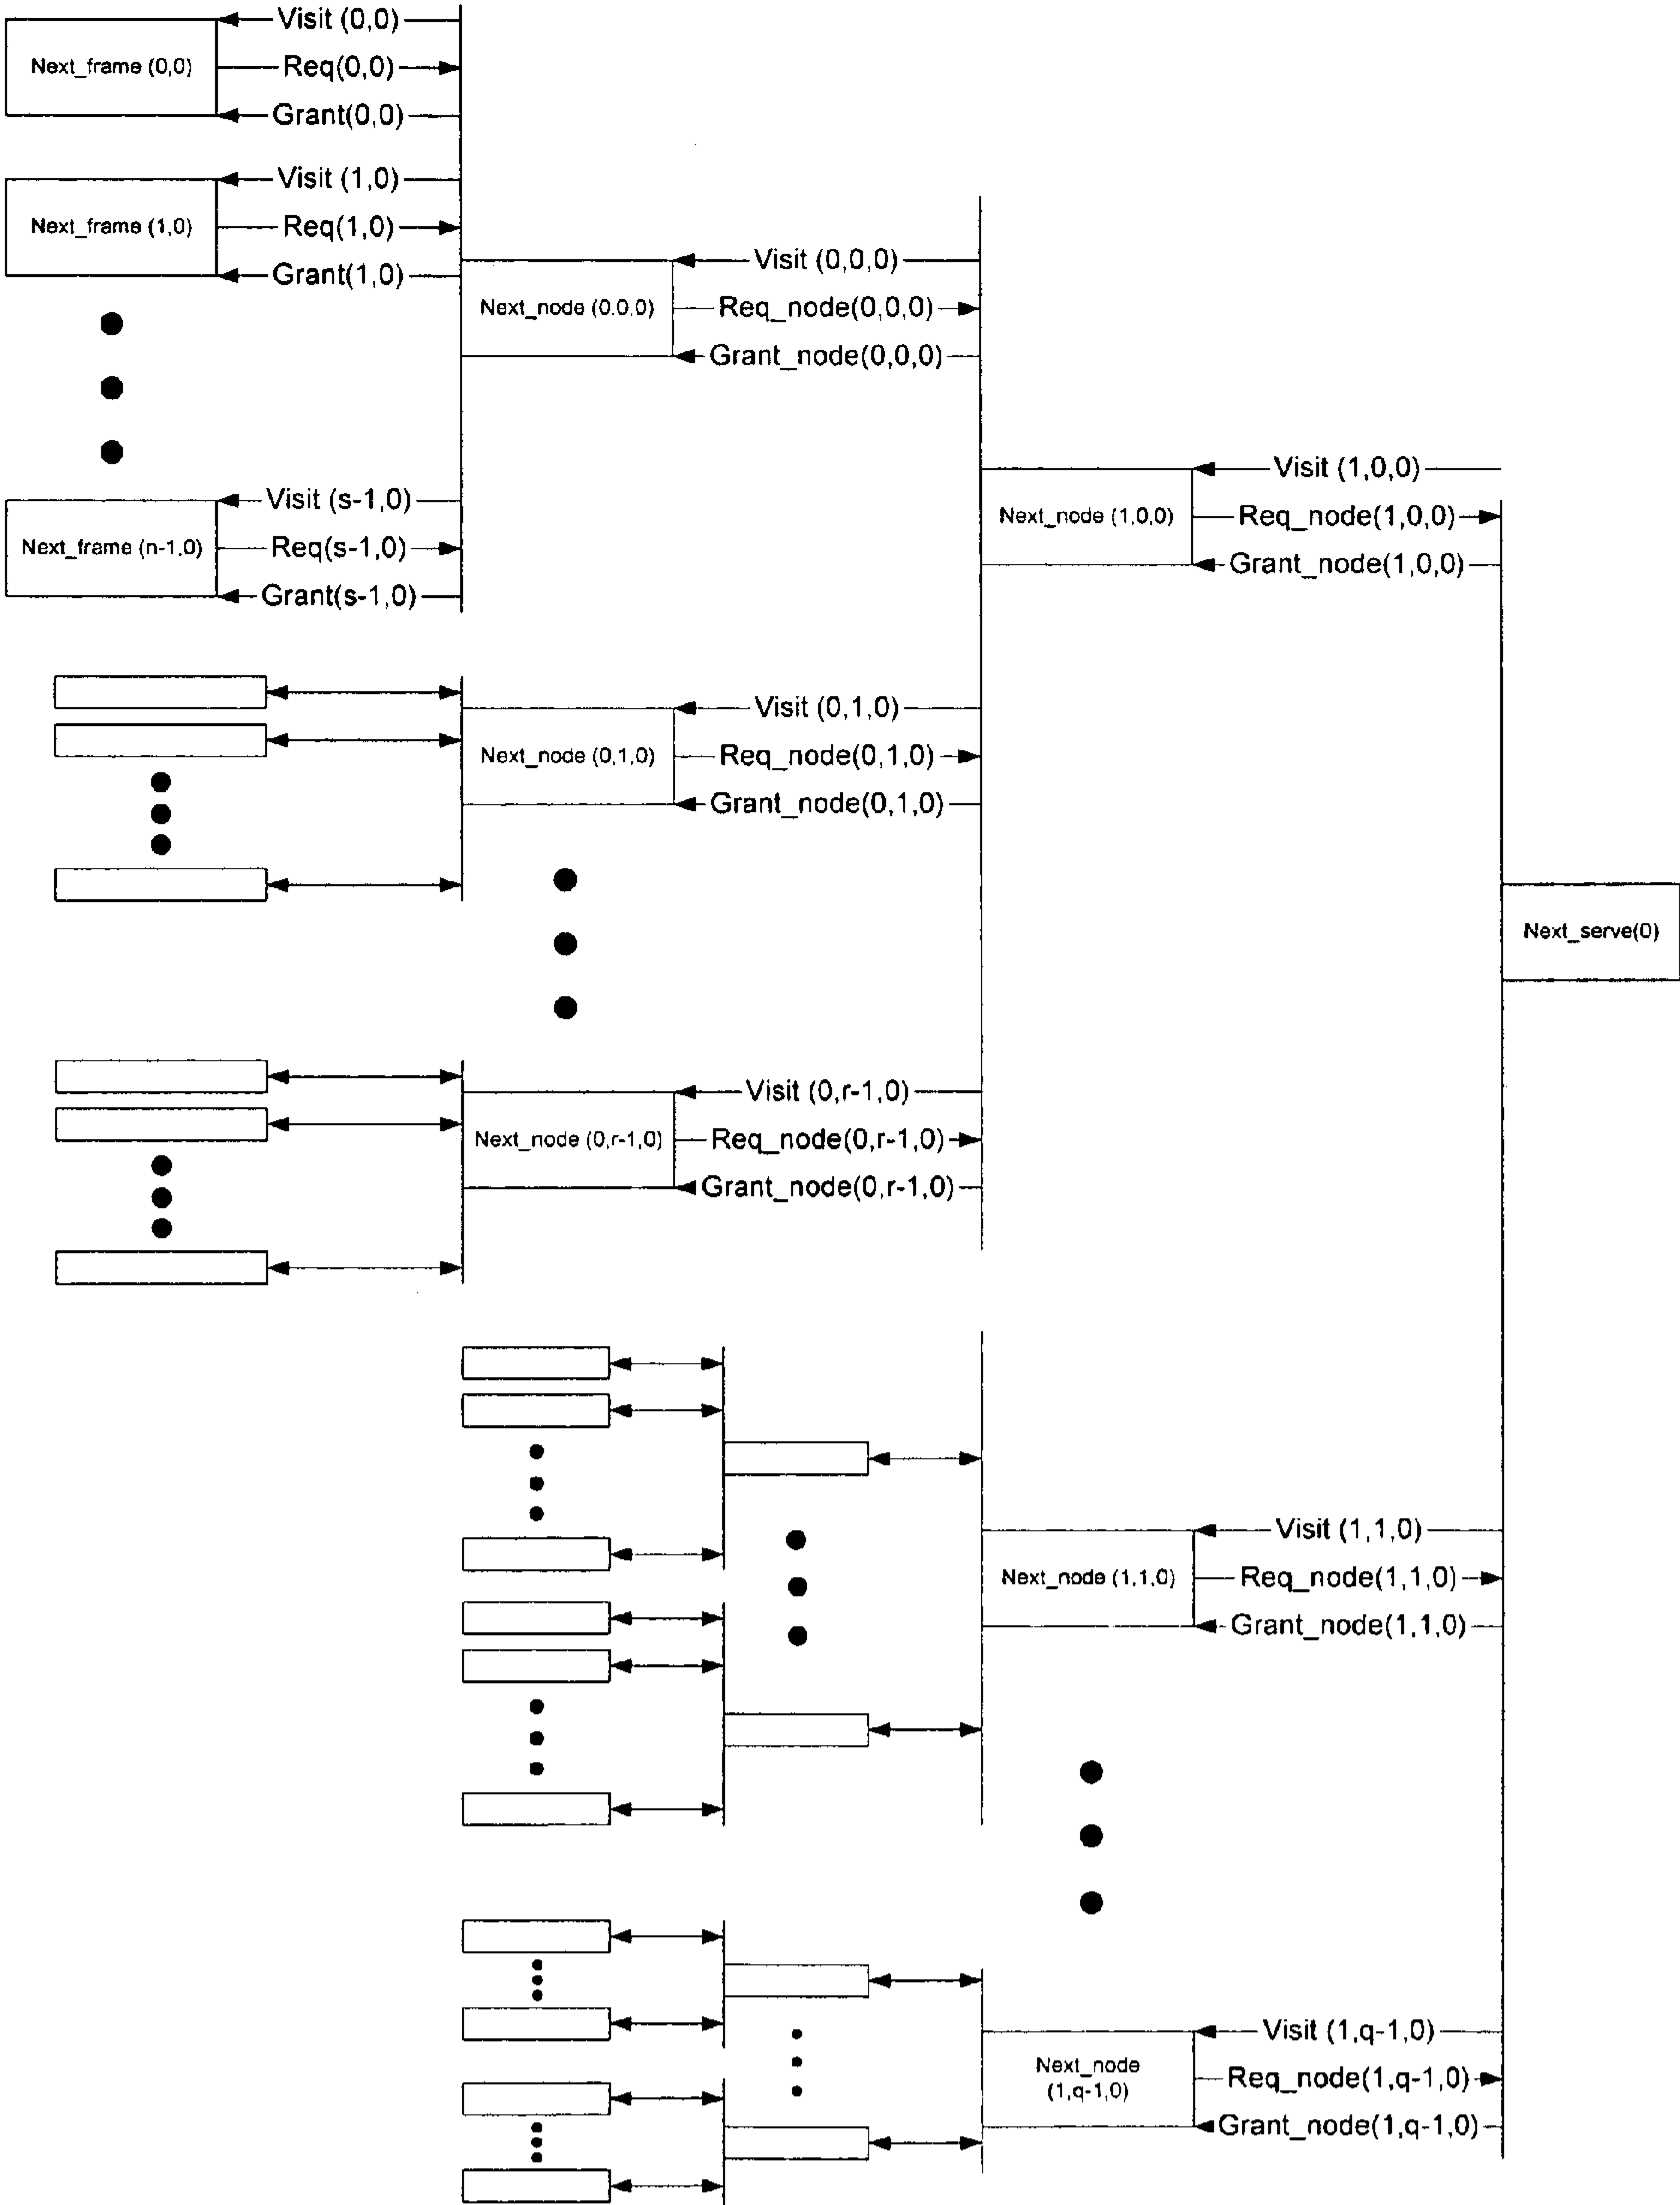 Visit (0,0)
Next_frame (0,0)
Req(0,0)
Grant(0,0)
Visit (1,0)
Next_frame (1,0)
Req(1,0)
Grant(1,0)
Visit (0,0,0)
Next_node (0.0,0)
Req_node(0,0,0)
Grant_node(0,0,0)
Visit (s-1,0)
Next_frame (n-1,0)
Req(s-1,0)
Grant(s-1,0)
Visit (1,0,0)
Next_node (1,0,0)
Req_node(1,0,0)
Grant_node(1,0,0)
Visit (0,1,0)
Next_node (0,1,0)
Req_node(0,1,0)
Grant_node(0,1,0)
Next_serve(0)
Visit (0,r-1,0)
Next_node (0,r-1,0)
Req_node(0,r-1,0)
Grant_node(0,r-1,0)
Visit (1,1,0)
Next_node (1,1,0)
Req_node(1,1,0)
Grant_node(1,1,0)
Visit (1,q-1,0)
Next_node
(1,q-1,0)
Req_node(1,q-1,0)
Grant_node(1,q-1,0)